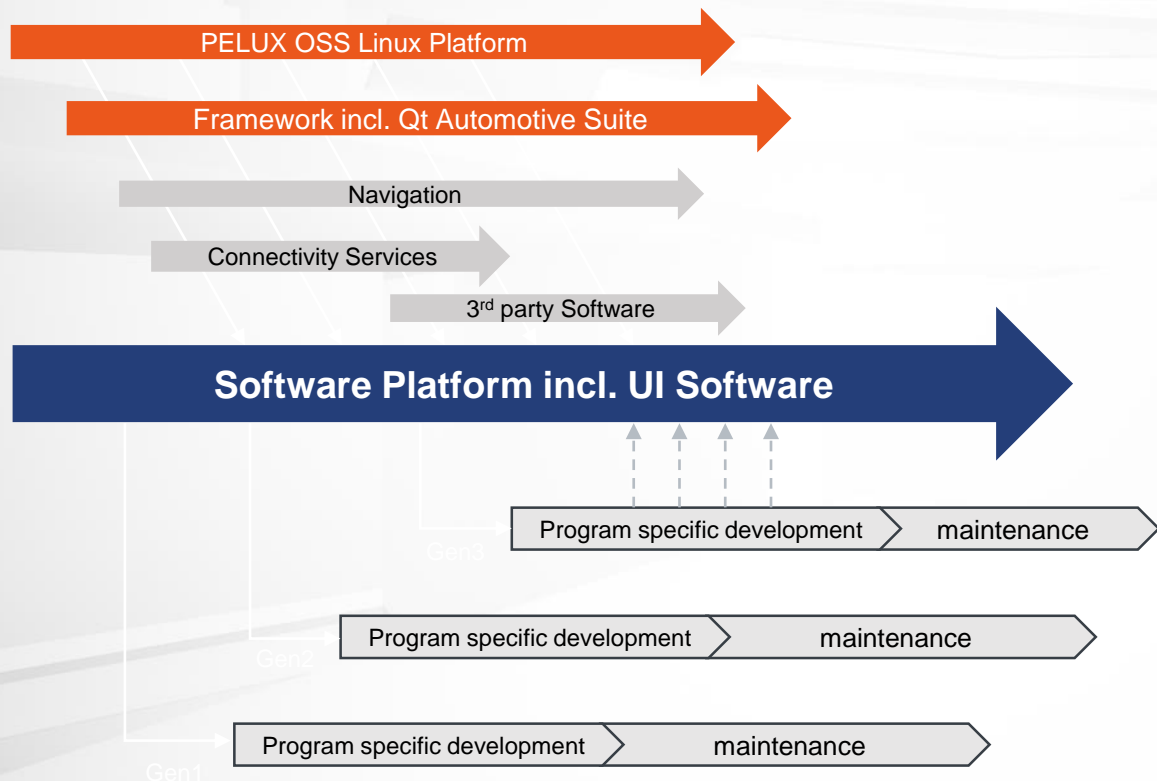 PELUX OSS Linux Platform
Framework incl. Qt Automotive Suite
Navigation
Connectivity Services
3rd party Software
Software Platform incl. UI Software
Program specific development
maintenance
Gen3
Program specific development
maintenance
Gen2
Program specific development
maintenance
Gen1